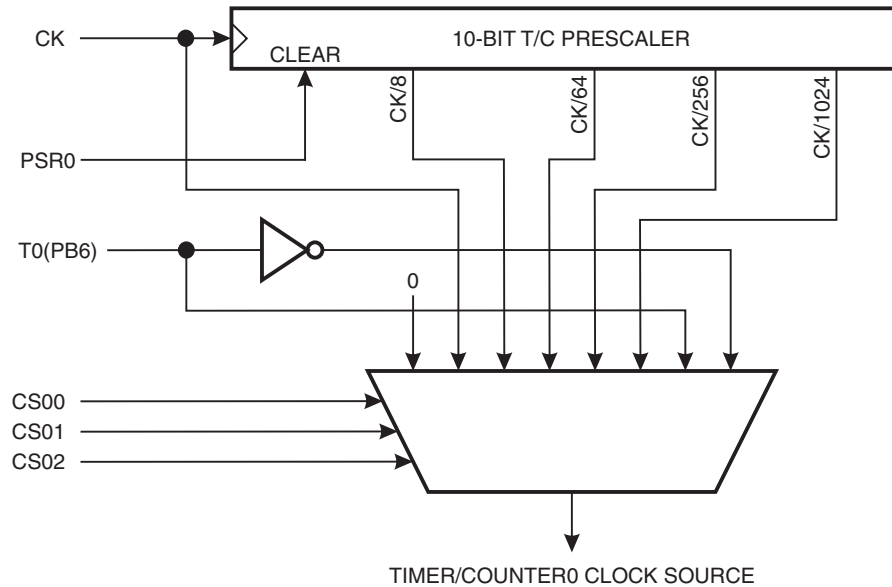 CK
10-BIT T/C PRESCALER
CLEAR
CK/8
CK/64
CK/256
CK/1024
PSR0
T0(PB6)
0
CS00
CS01
CS02
TIMER/COUNTER0 CLOCK SOURCE